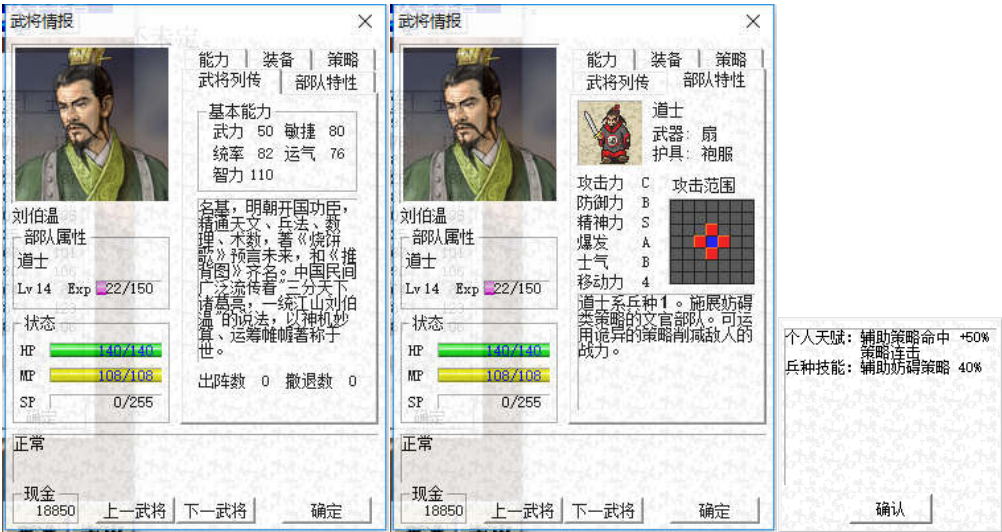 武将情报
能力 装备 策略
武将列传 部队特性
基本能力
武力 50 敏捷 80
统率 82 运气 76
智力 110
刘伯温
部队属性
道士
Lv 14 Exp 22/150
状态
HP 140/140
MP 108/108
SP 0/255
名基，明朝开国功臣，
精通天文、兵法、数
理、术数，著《烧饼
歌》预言未来，和《推
背图》齐名。中国民间
广泛流传着"三分天下
诸葛亮，一统江山刘伯
温"的说法，以神机妙
算、运筹帷幄著称于
世。
出阵数 0 撤退数 0
正常
现金
18850 上一武将 下一武将 确定
武将情报
能力 装备 策略
武将列传 部队特性
道士
武器: 扇
护具: 袍服
攻击力 C 攻击范围
防御力 B
精神力 S
爆发 A
士气 B
移动力 4
刘伯温
部队属性
道士
Lv 14 Exp 22/150
状态
HP 140/140
MP 108/108
SP 0/255
道士系兵种1。施展妨碍
类策略的文官部队。可运
用诡异的策略削减敌人的
战力。
正常
现金
18850 上一武将 下一武将 确定
个人天赋: 辅助策略命中 +50%
策略连击
兵种技能: 辅助妨碍策略 40%
确认